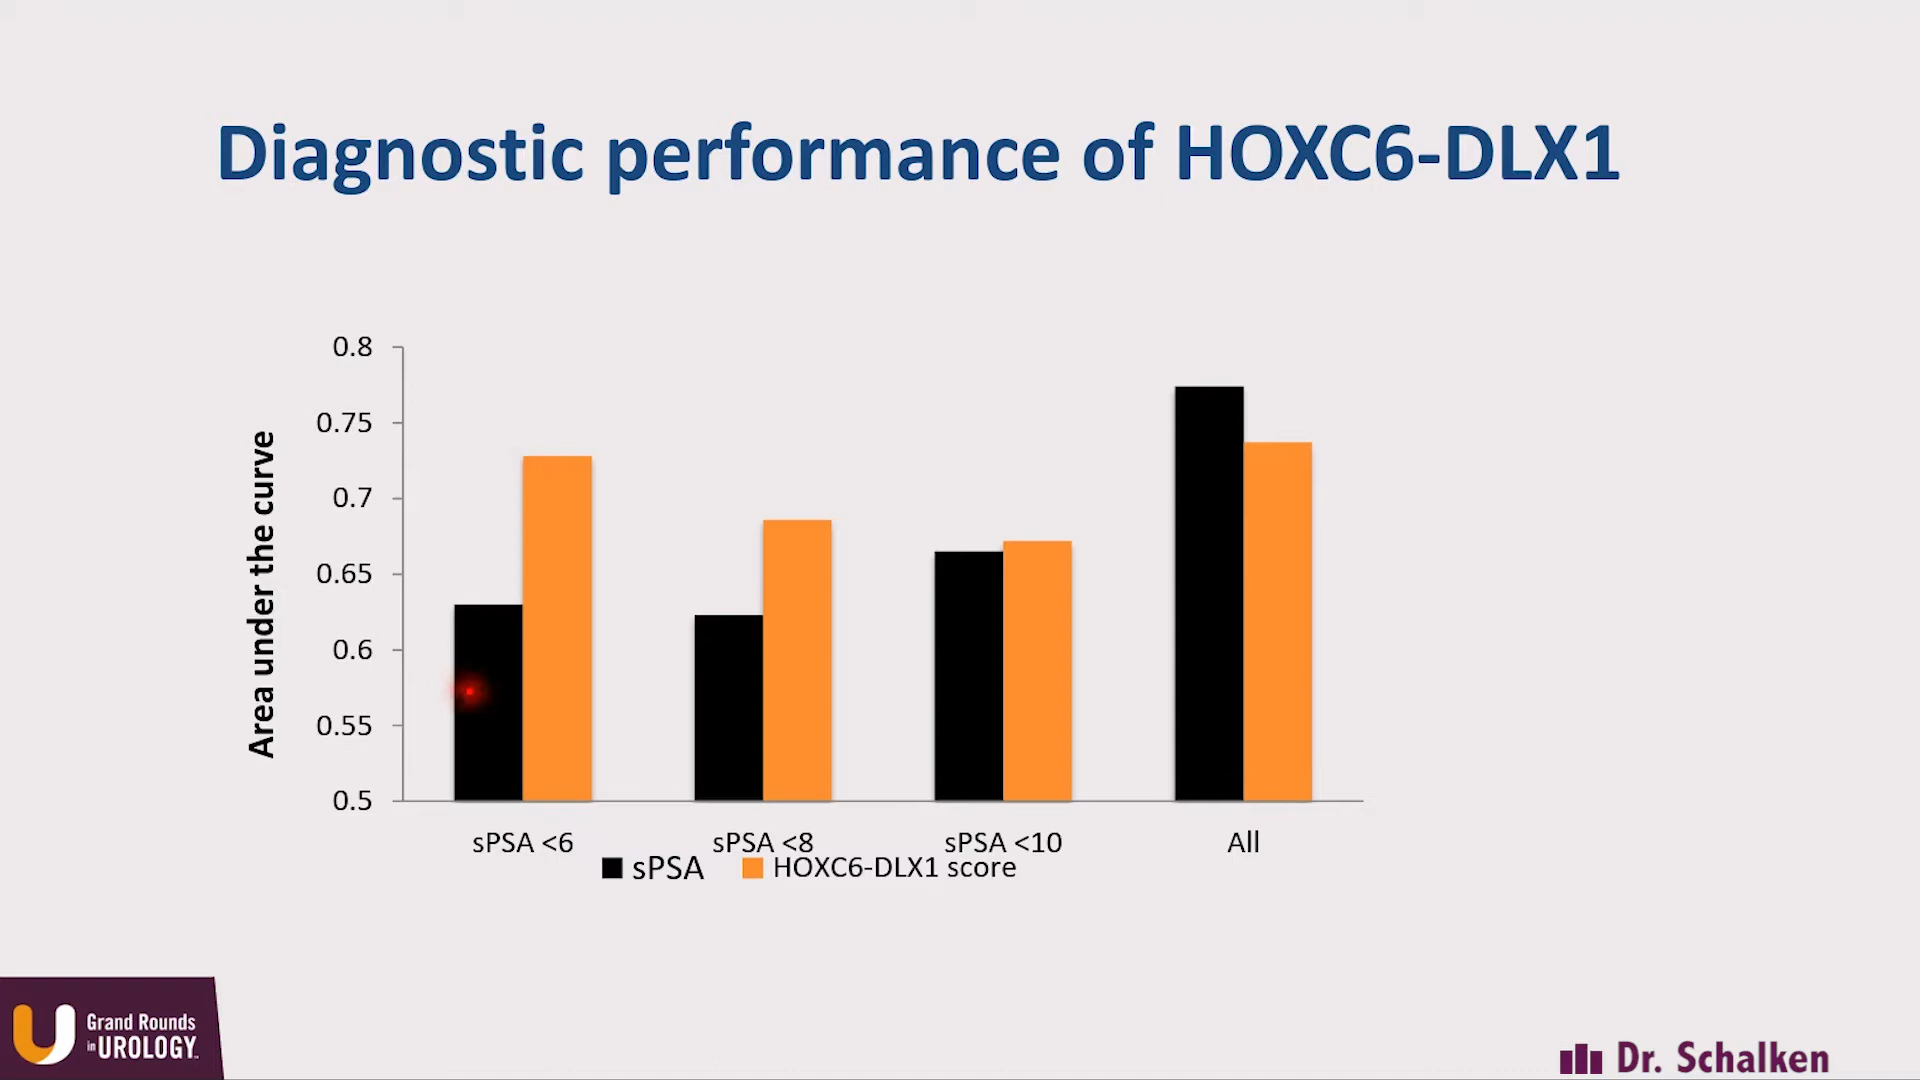 Diagnostic performance of HOXC6-DLX1
Area under the curve
0.8
0.75
0.7
0.65
0.6
0.55
0.5
sPSA <6 sPSA <8 sPSA <10 All
sPSA HOXC6-DLX1 score
Grand Rounds
in UROLOGY™
Dr. Schalken